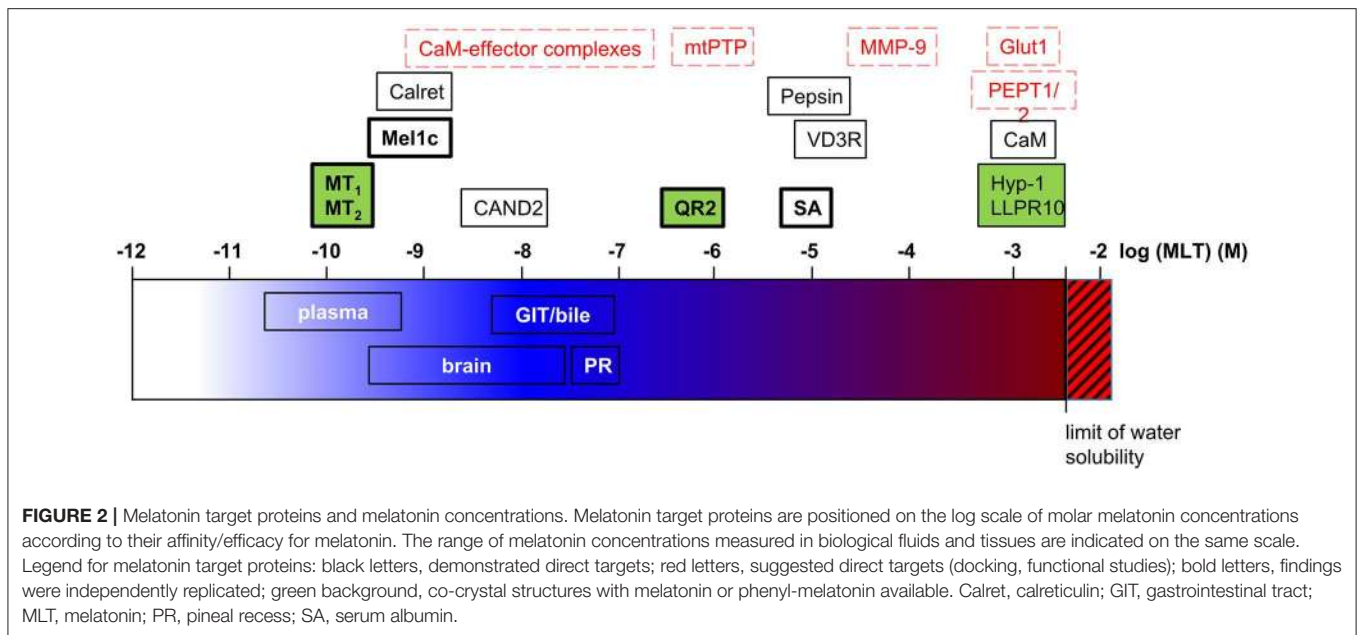 CaM-effector complexes mtPTP MMP-9 Glut1
Calret Pepsin PEPT1/
2
Mel1c VD3R CaM
MT₁ Hyp-1
MT₂ CAND2 QR2 SA LLPR10
-12 -11 -10 -9 -8 -7 -6 -5 -4 -3 -2 log (MLT) (M)
plasma GIT/bile
brain PR
limit of water
solubility
FIGURE 2 | Melatonin target proteins and melatonin concentrations. Melatonin target proteins are positioned on the log scale of molar melatonin concentrations
according to their affinity/efficacy for melatonin. The range of melatonin concentrations measured in biological fluids and tissues are indicated on the same scale.
Legend for melatonin target proteins: black letters, demonstrated direct targets; red letters, suggested direct targets (docking, functional studies); bold letters, findings
were independently replicated; green background, co-crystal structures with melatonin or phenyl-melatonin available. Calret, calreticulin; GIT, gastrointestinal tract;
MLT, melatonin; PR, pineal recess; SA, serum albumin.